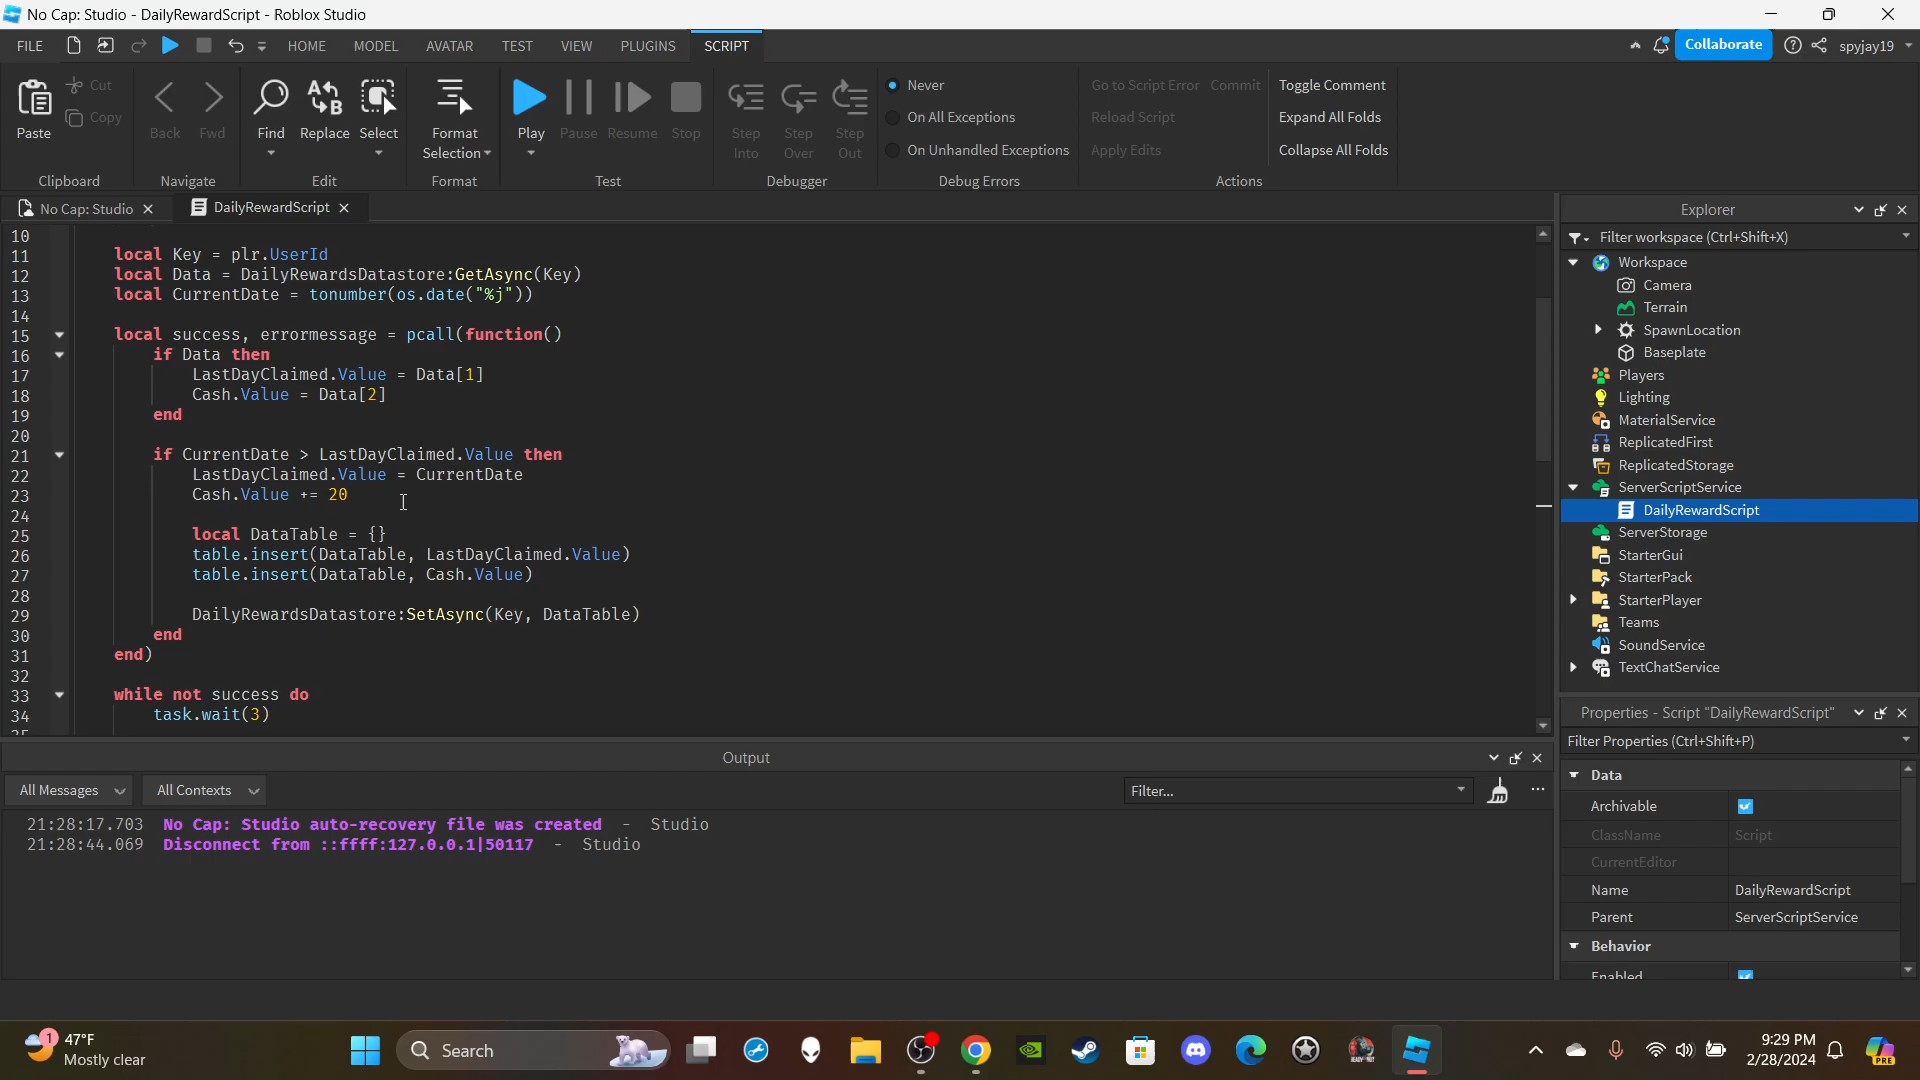 No Cap: Studio - DailyRewardScript - Roblox Studio
FILE HOME MODEL AVATAR TEST VIEW PLUGINS SCRIPT Collaborate spyjay19
Paste Cut Copy
Clipboard
Back Fwd
Navigate
Find Replace Select
Edit
Format Selection
Format
Play Pause Resume Stop
Test
Step Into Step Over Step Out
Debugger
Never
On All Exceptions
On Unhandled Exceptions
Debug Errors
Go to Script Error Commit
Reload Script
Apply Edits
Toggle Comment
Expand All Folds
Collapse All Folds
Actions
No Cap: Studio DailyRewardScript
10
11 local Key = plr.UserId
12 local Data = DailyRewardsDatastore:GetAsync(Key)
13 local CurrentDate = tonumber(os.date("%j"))
14
15 local success, errormessage = pcall(function()
16 if Data then
17 LastDayClaimed.Value = Data[1]
18 Cash.Value = Data[2]
19 end
20
21 if CurrentDate > LastDayClaimed.Value then
22 LastDayClaimed.Value = CurrentDate
23 Cash.Value += 20
24
25 local DataTable = {}
26 table.insert(DataTable, LastDayClaimed.Value)
27 table.insert(DataTable, Cash.Value)
28
29 DailyRewardsDatastore:SetAsync(Key, DataTable)
30 end
31 end)
32
33 while not success do
34 task.wait(3)
Output
All Messages All Contexts Filter...
21:28:17.703 No Cap: Studio auto-recovery file was created - Studio
21:28:44.069 Disconnect from ::ffff:127.0.0.1|50117 - Studio
Explorer
Filter workspace (Ctrl+Shift+X)
Workspace
Camera
Terrain
SpawnLocation
Baseplate
Players
Lighting
MaterialService
ReplicatedFirst
ReplicatedStorage
ServerScriptService
DailyRewardScript
ServerStorage
StarterGui
StarterPack
StarterPlayer
Teams
SoundService
TextChatService
Properties - Script "DailyRewardScript"
Filter Properties (Ctrl+Shift+P)
Data
Archivable
ClassName Script
CurrentEditor
Name DailyRewardScript
Parent ServerScriptService
Behavior
Enabled
1
47°F
Mostly clear
Search
9:29 PM
2/28/2024
PRE